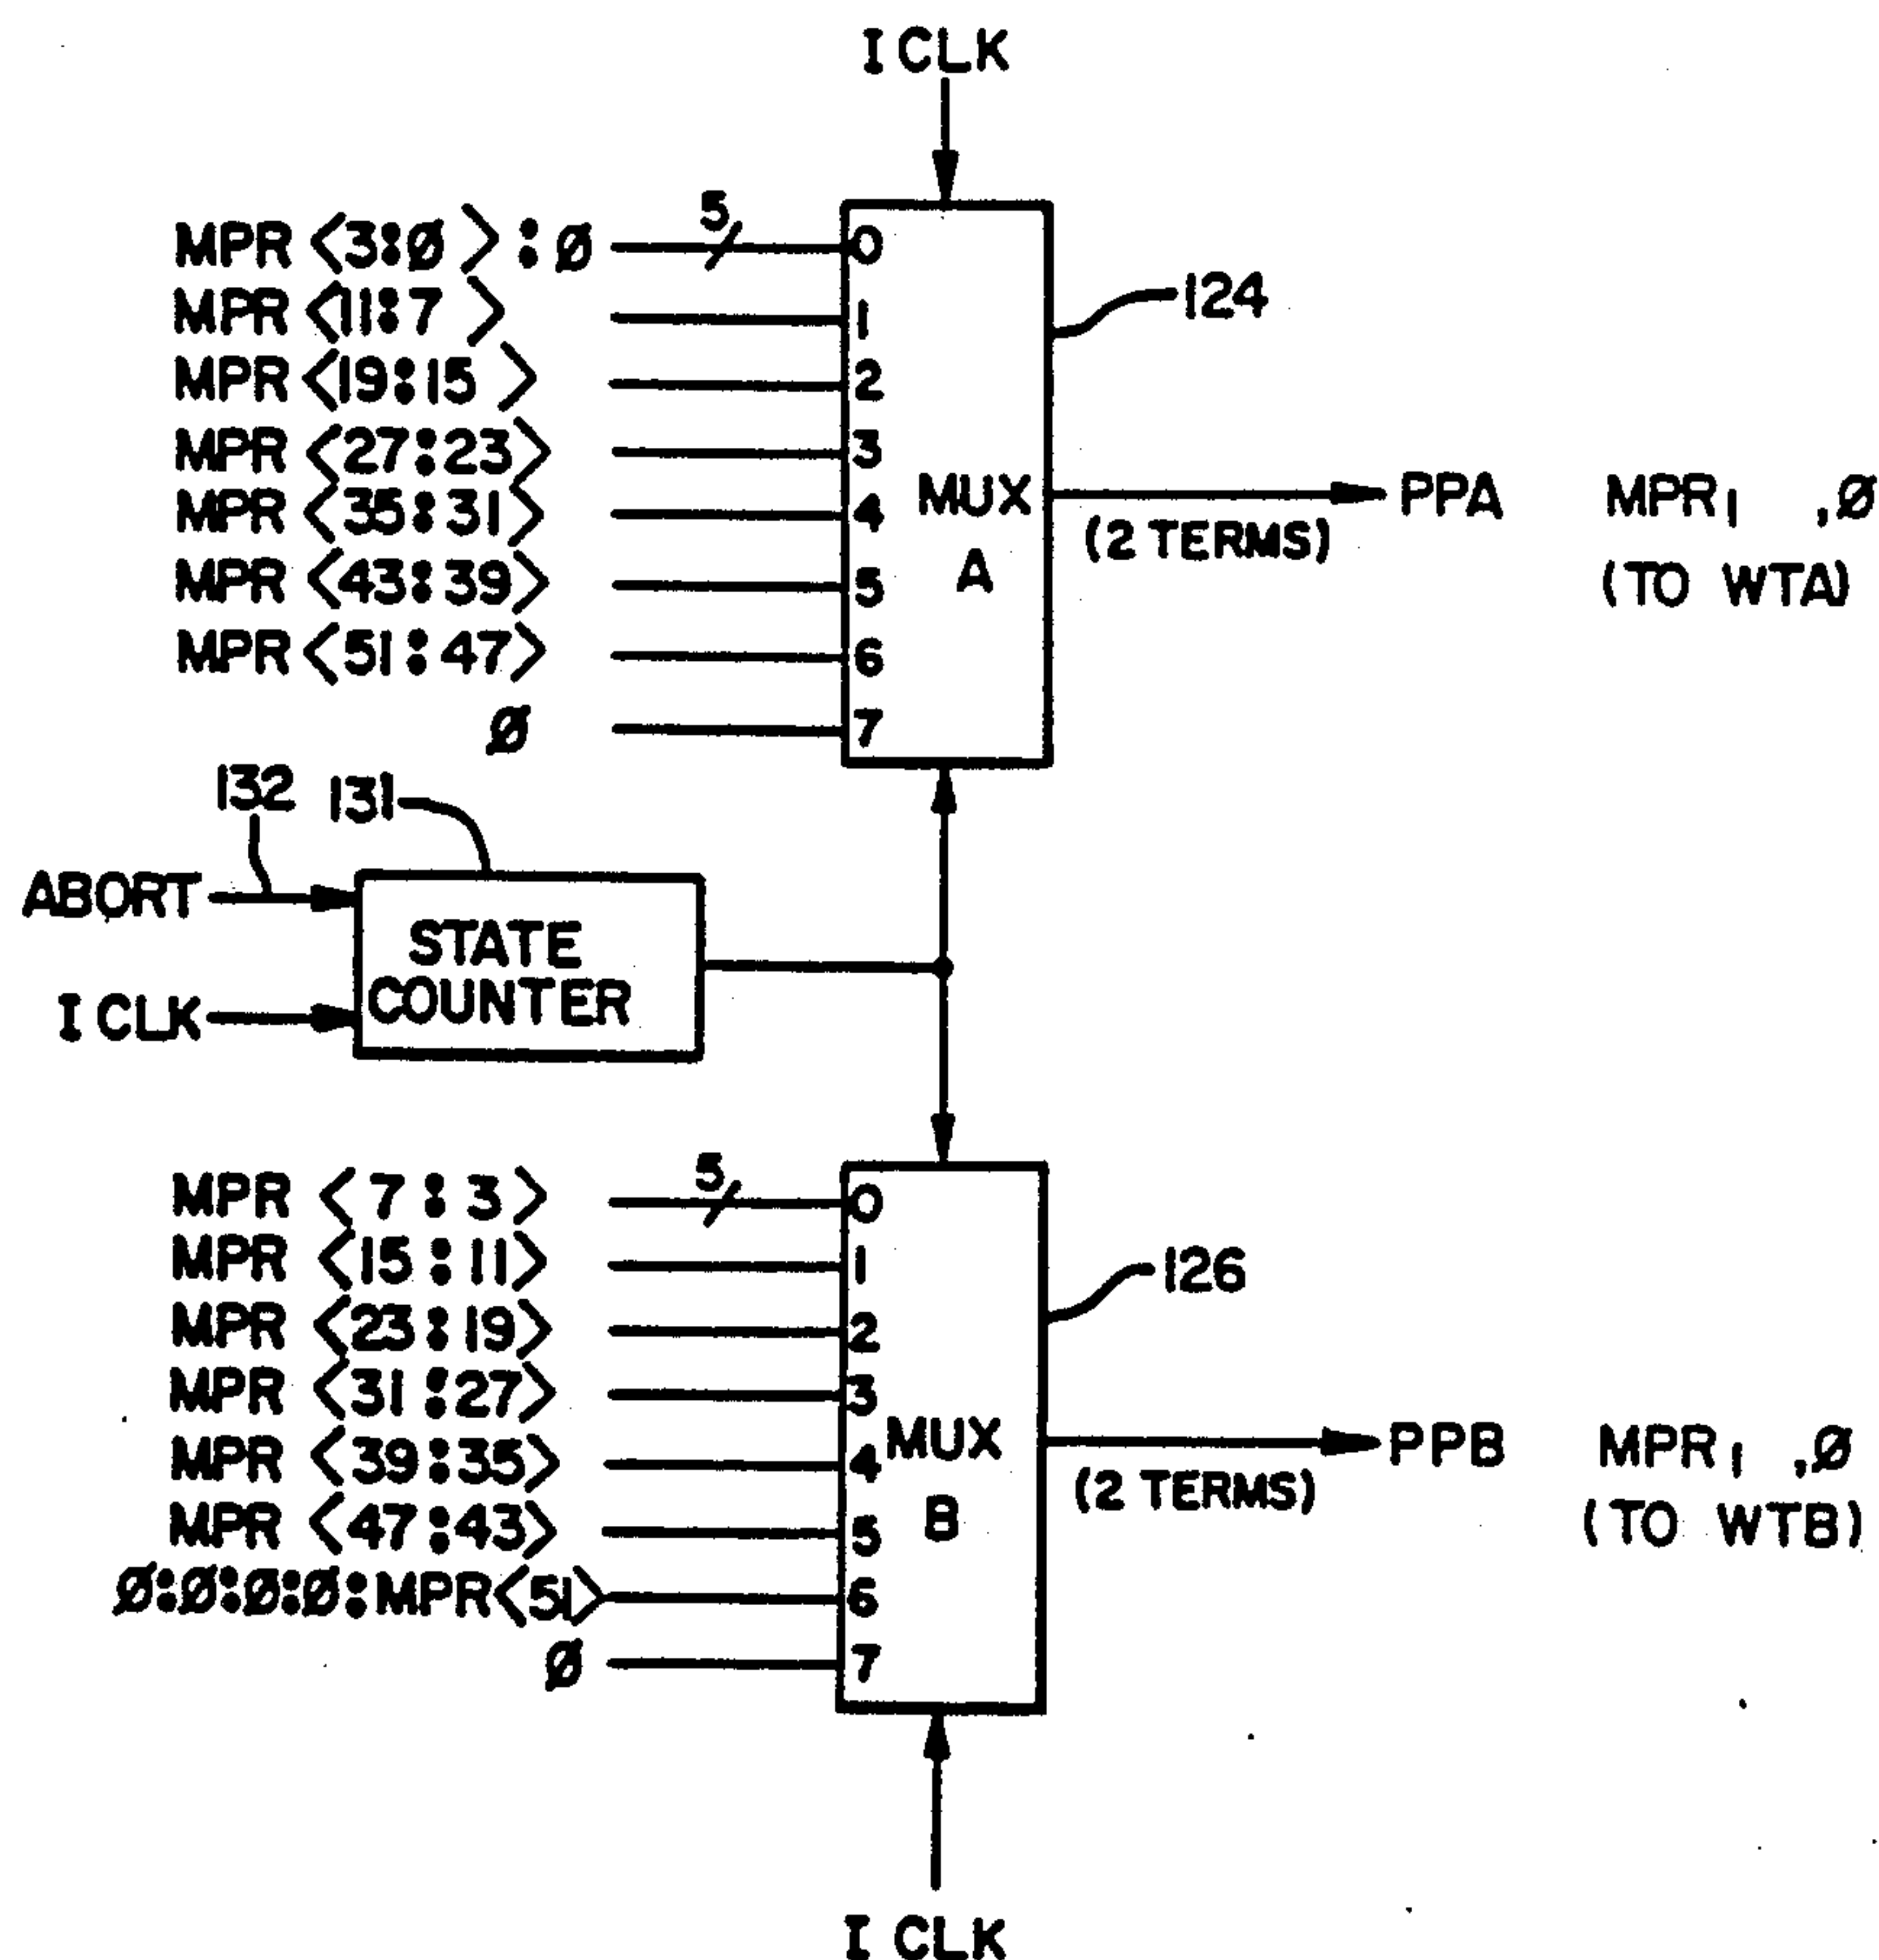 I CLK
MPR <3:Ø> :Ø
5
0
MPR <11:7>
1
124
MPR <19:15>
2
MPR <27:23>
3
MPR <35:31>
4
MUX
A
PPA
MPR1 ,Ø
(2 TERMS)
(TO WTA)
MPR <43:39>
5
MPR <51:47>
6
Ø
7
132
131
ABORT
STATE
COUNTER
I CLK
MPR <7:3>
5
0
MPR <15:11>
1
126
MPR <23:19>
2
MPR <31:27>
3
MPR <39:35>
4
MUX
B
PPB
MPR1 ,Ø
(2 TERMS)
(TO WTB)
MPR <47:43>
5
Ø:Ø:Ø:Ø:MPR<51>
6
Ø
7
I CLK